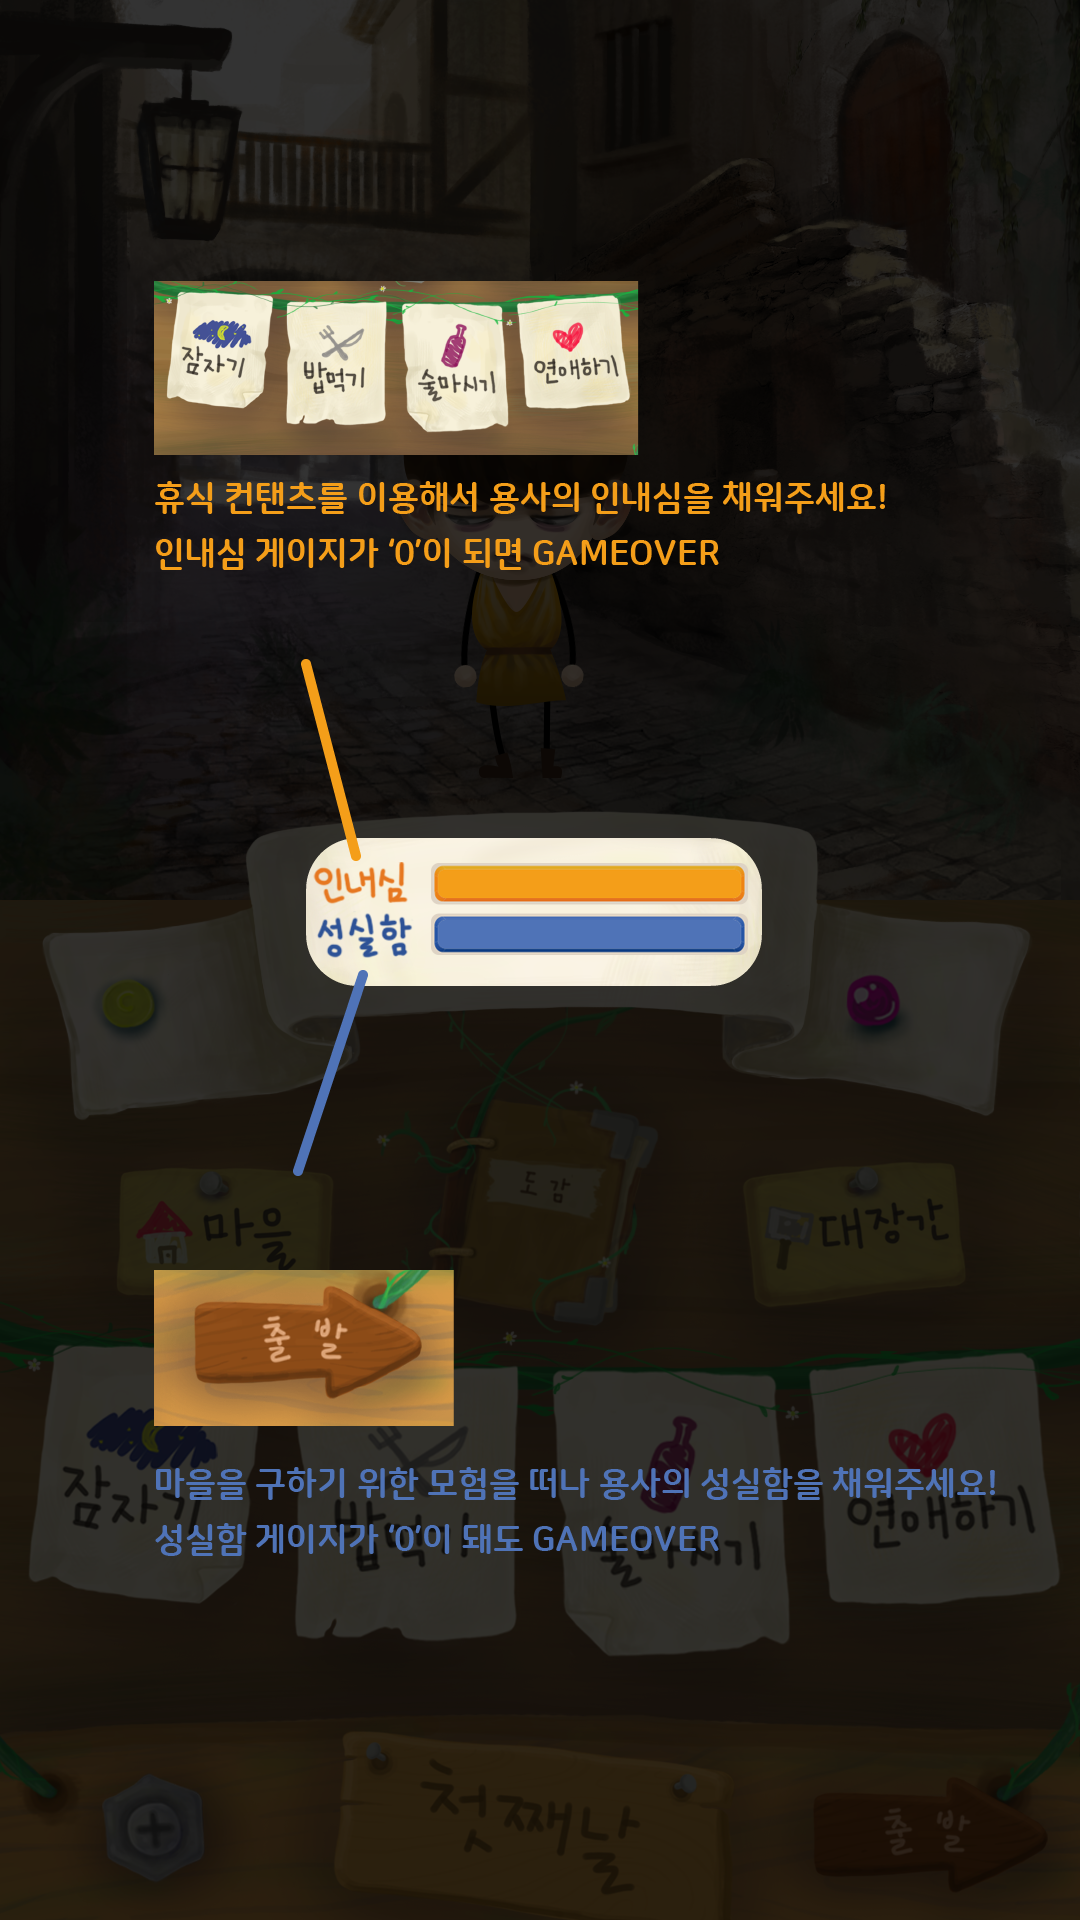 잠자기
밥먹기
술마시기
연애하기
휴식 컨탠츠를 이용해서 용사의 인내심을 채워주세요!
인내심 게이지가 ‘0’이 되면 GAMEOVER
인내심
성실함
도감
마을
대장간
출발
마을을 구하기 위한 모험을 떠나 용사의 성실함을 채워주세요!
성실함 게이지가 ‘0’이 돼도 GAMEOVER
잠자기
밥먹기
술마시기
연애하기
첫째날
출발